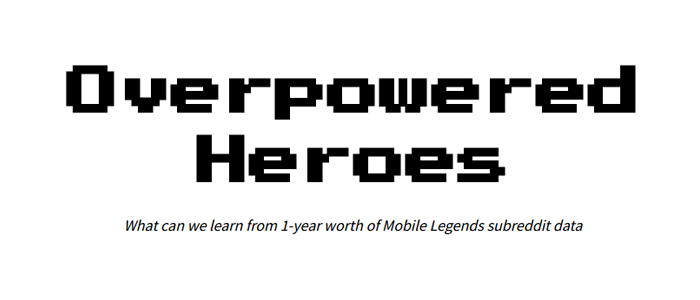 Overpowered
Heroes
What can we learn from 1-year worth of Mobile Legends subreddit data